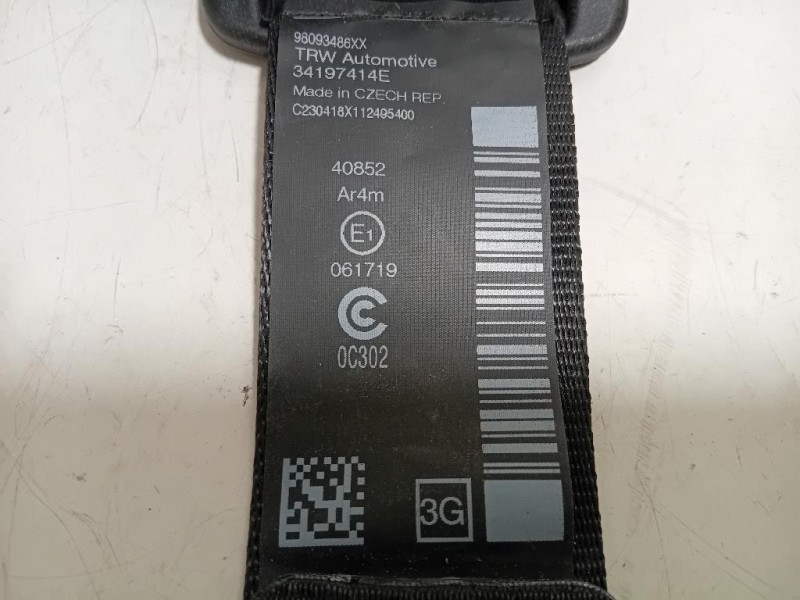 98093486XX
TRW Automotive
34197414E
Made in CZECH REP.
C230418X112495400
40852
Ar4m
E1
061719
0C302
3G